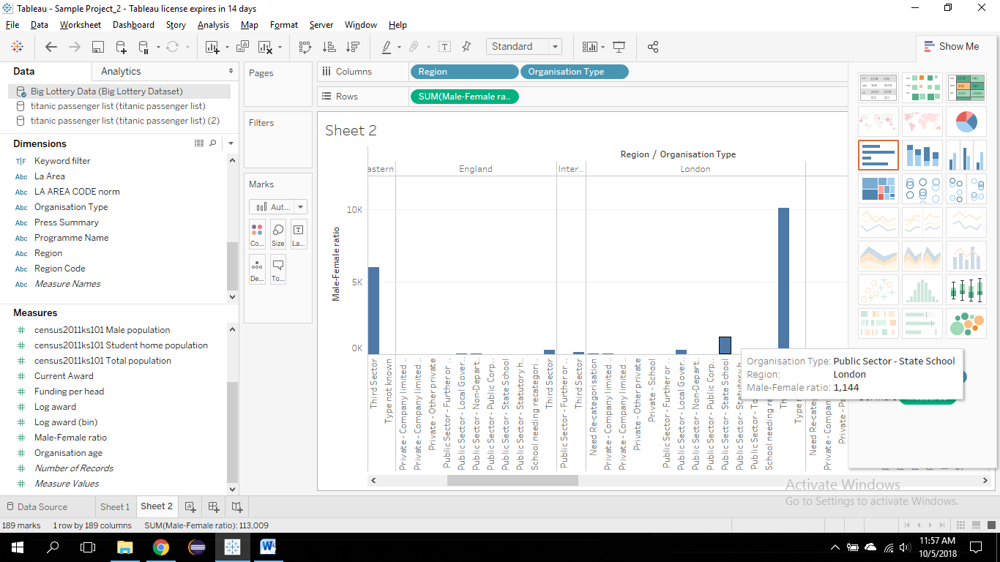 Tableau - Sample Project_2 - Tableau license expires in 14 days
File Data Worksheet Dashboard Story Analysis Map Format Server Window Help
Standard
Show Me
Data Analytics
Big Lottery Data (Big Lottery Dataset)
titanic passenger list (titanic passenger list)
titanic passenger list (titanic passenger list) (2)
Dimensions
T|F Keyword filter
Abc La Area
Abc LA AREA CODE norm
Abc Organisation Type
Abc Press Summary
Abc Programme Name
Abc Region
Abc Region Code
Abc Measure Names
Measures
# census2011ks101 Male population
# census2011ks101 Student home population
# census2011ks101 Total population
# Current Award
# Funding per head
# Log award
# Log award (bin)
# Male-Female ratio
# Organisation age
# Number of Records
# Measure Values
Pages
Filters
Marks
Aut...
Co... Size La...
De... To...
Columns Region Organisation Type
Rows SUM(Male-Female ra..
Sheet 2
Region / Organisation Type
astern England Inter.. London
Male-Female ratio
10K
5K
0K
Third Sector
Type not known
Private - Company limited ..
Private - Company limited ..
Private - Other private
Public Sector - Further or ..
Public Sector - Local Gover..
Public Sector - Non-Depart..
Public Sector - Public Corp..
Public Sector - State School
Public Sector - Statutory h..
School needing recategori..
Third Sector
Public Sector - Further or ..
Third Sector
Need Re-categorisation
Private - Company limited ..
Private - Company limited ..
Private - Other private
Private - School
Public Sector - Further or ..
Public Sector - Local Gover..
Public Sector - Non-Depart..
Public Sector - Public Corp..
Public Sector - State School
Public Sector
School needing re
Type n
Need Re-cate
Private - Company
Organisation Type: Public Sector - State School
Region: London
Male-Female ratio: 1,144
Activate Windows
Go to Settings to activate Windows.
Data Source Sheet 1 Sheet 2
189 marks 1 row by 189 columns SUM(Male-Female ratio): 113,009
11:57 AM
10/5/2018